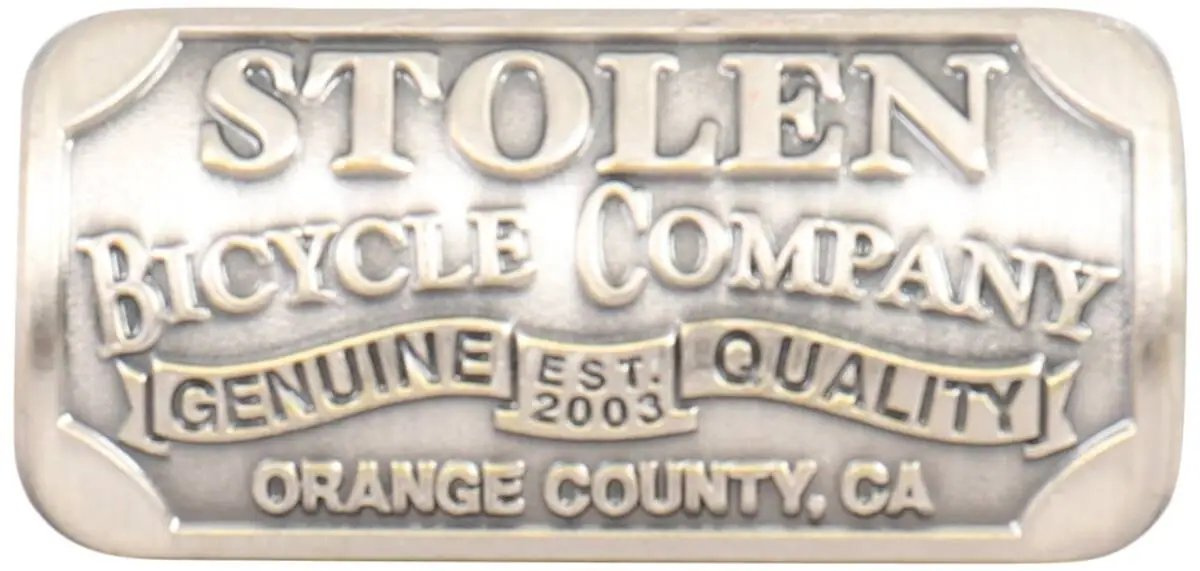 STOLEN
BICYCLE COMPANY
GENUINE EST. 2003 QUALITY
ORANGE COUNTY, CA